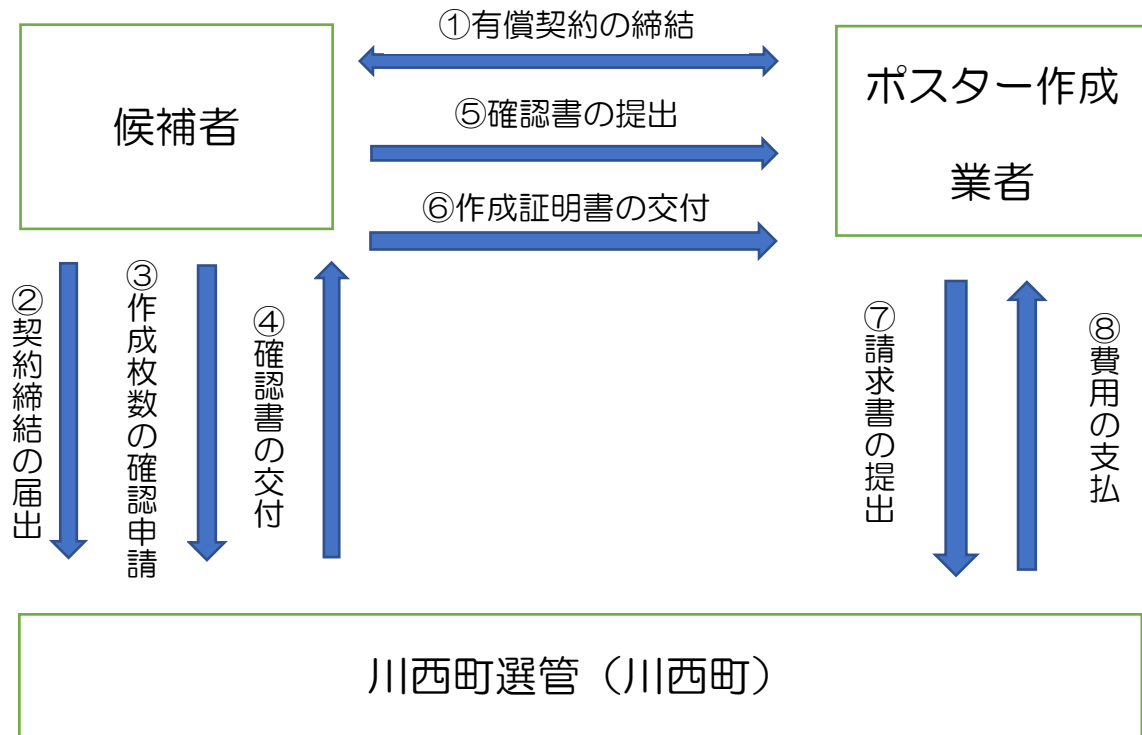 ①有償契約の締結
候補者
ポスター作成
業者
⑤確認書の提出
⑥作成証明書の交付
②契約締結の届出
③作成枚数の確認申請
④確認書の交付
⑦請求書の提出
⑧費用の支払
川西町選管（川西町）